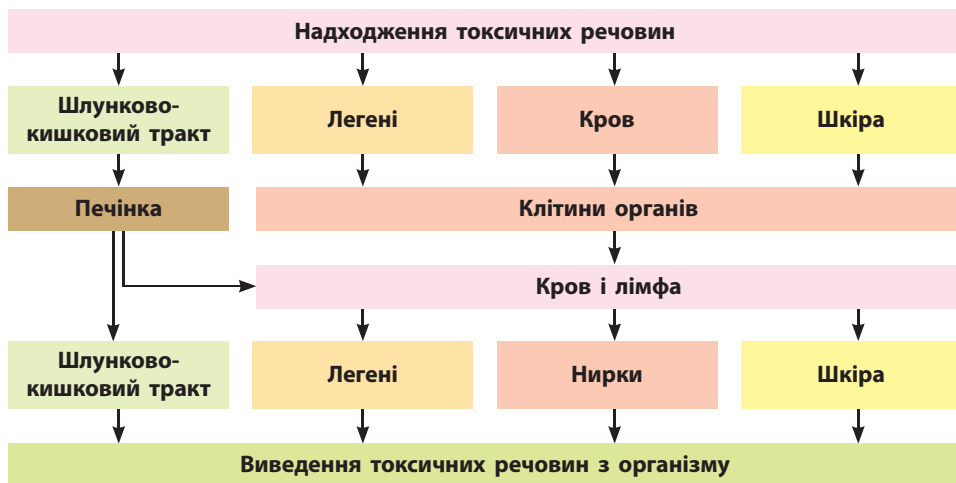 Надходження токсичних речовин
Шлунково-
кишковий тракт
Легені
Кров
Шкіра
Печінка
Клітини органів
Кров і лімфа
Шлунково-
кишковий тракт
Легені
Нирки
Шкіра
Виведення токсичних речовин з організму